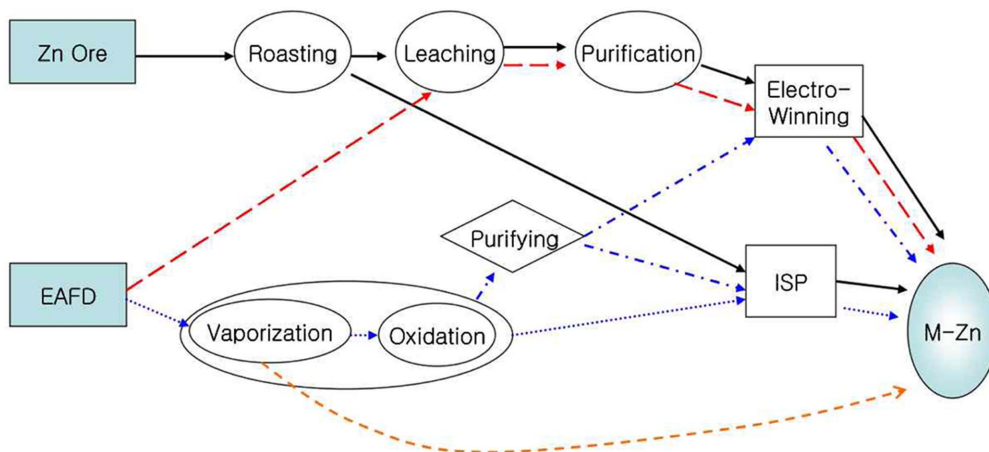 Zn Ore
Roasting
Leaching
Purification
Electro-
Winning
Purifying
EAFD
ISP
Vaporization
Oxidation
M-Zn